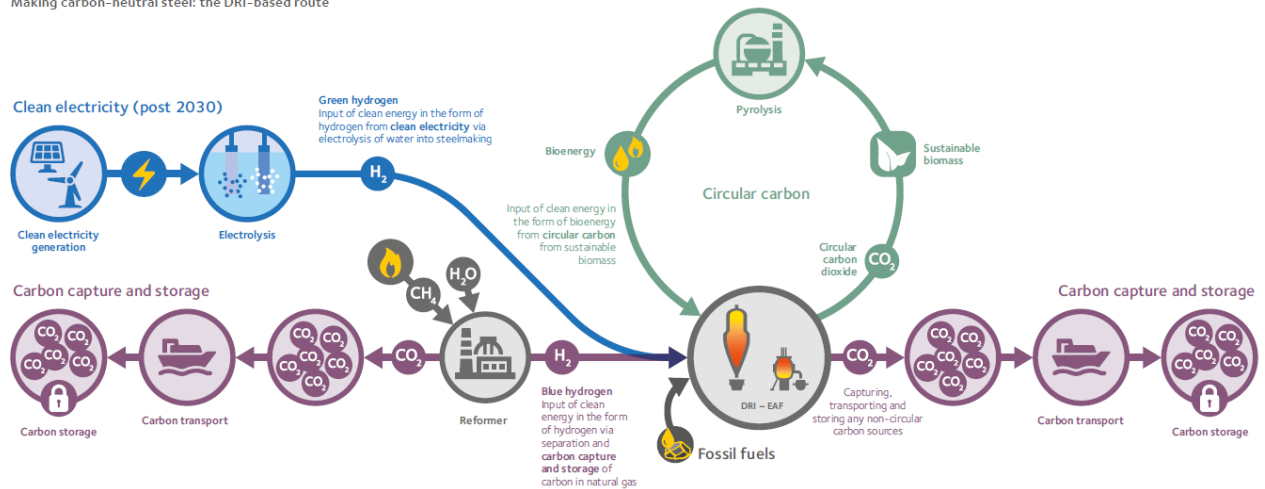 Making carbon-neutral steel: the DRI-based route
Clean electricity (post 2030)
Clean electricity
generation
Electrolysis
Green hydrogen
Input of clean energy in the form of
hydrogen from clean electricity via
electrolysis of water into steelmaking
H₂
Pyrolysis
Bioenergy
Sustainable
biomass
Circular carbon
Input of clean energy in
the form of bioenergy
from circular carbon
from sustainable
biomass
Circular
carbon
dioxide
CO₂
Carbon capture and storage
CO₂
CO₂
CO₂
CO₂
CO₂
CO₂
Carbon storage
Carbon transport
CO₂
CO₂
CO₂
CO₂
CO₂
CO₂
CO₂
CH₄
H₂O
Reformer
H₂
Blue hydrogen
Input of clean
energy in the form
of hydrogen via
separation and
carbon capture
and storage of
carbon in natural gas
DRI – EAF
Fossil fuels
CO₂
Capturing,
transporting and
storing any non-circular
carbon sources
Carbon capture and storage
CO₂
CO₂
CO₂
CO₂
CO₂
CO₂
Carbon transport
CO₂
CO₂
CO₂
CO₂
CO₂
CO₂
Carbon storage